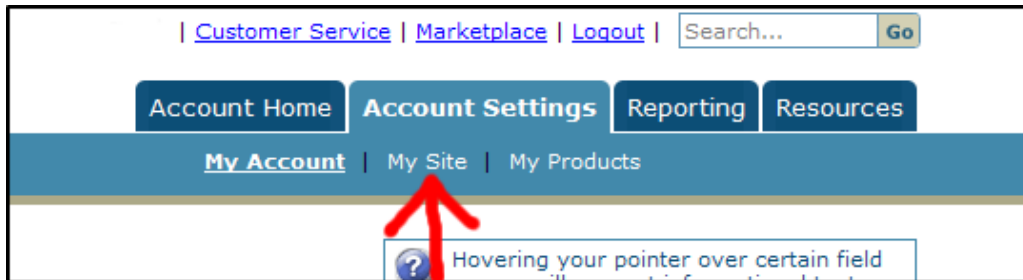 | Customer Service | Marketplace | Logout | Search... Go
Account Home Account Settings Reporting Resources
My Account | My Site | My Products
? Hovering your pointer over certain field